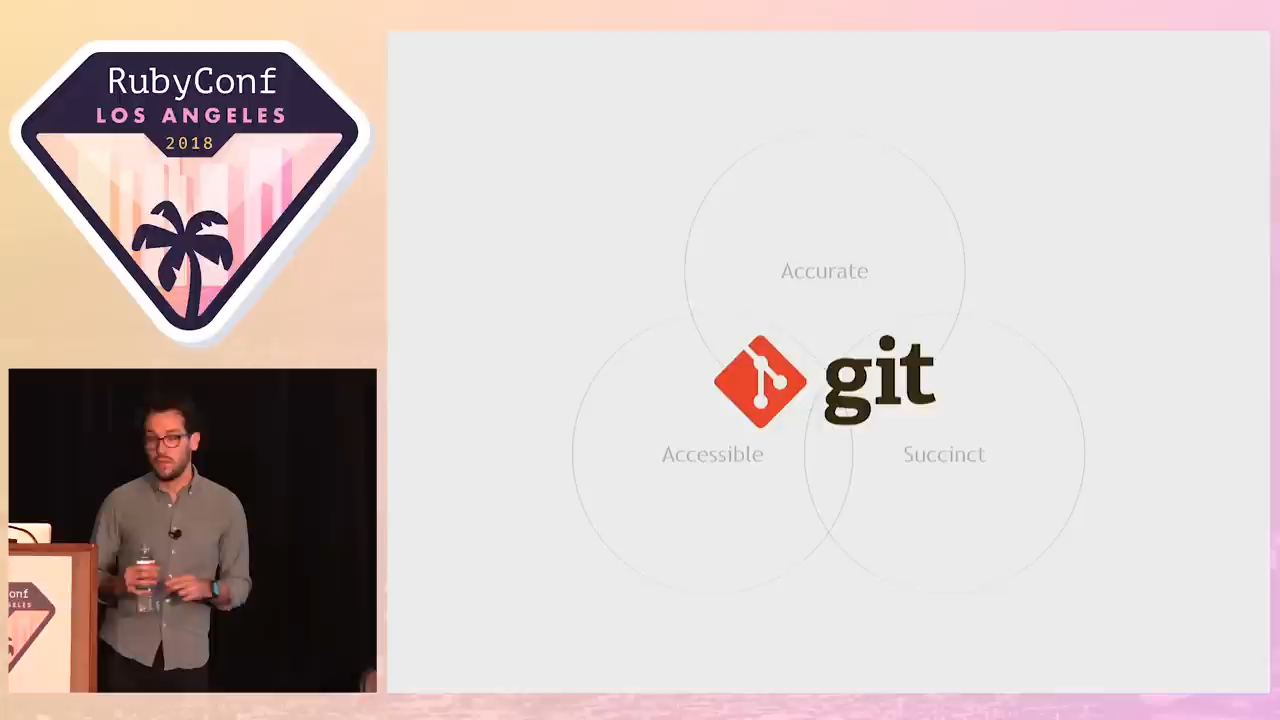 RubyConf
LOS ANGELES
2018
Accurate
git
Accessible
Succinct